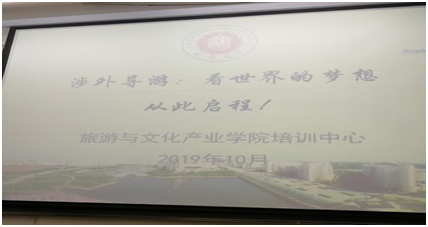 涉外导游：看世界的梦想
从此启程！
旅游与文化产业学院培训中心
2019年10月